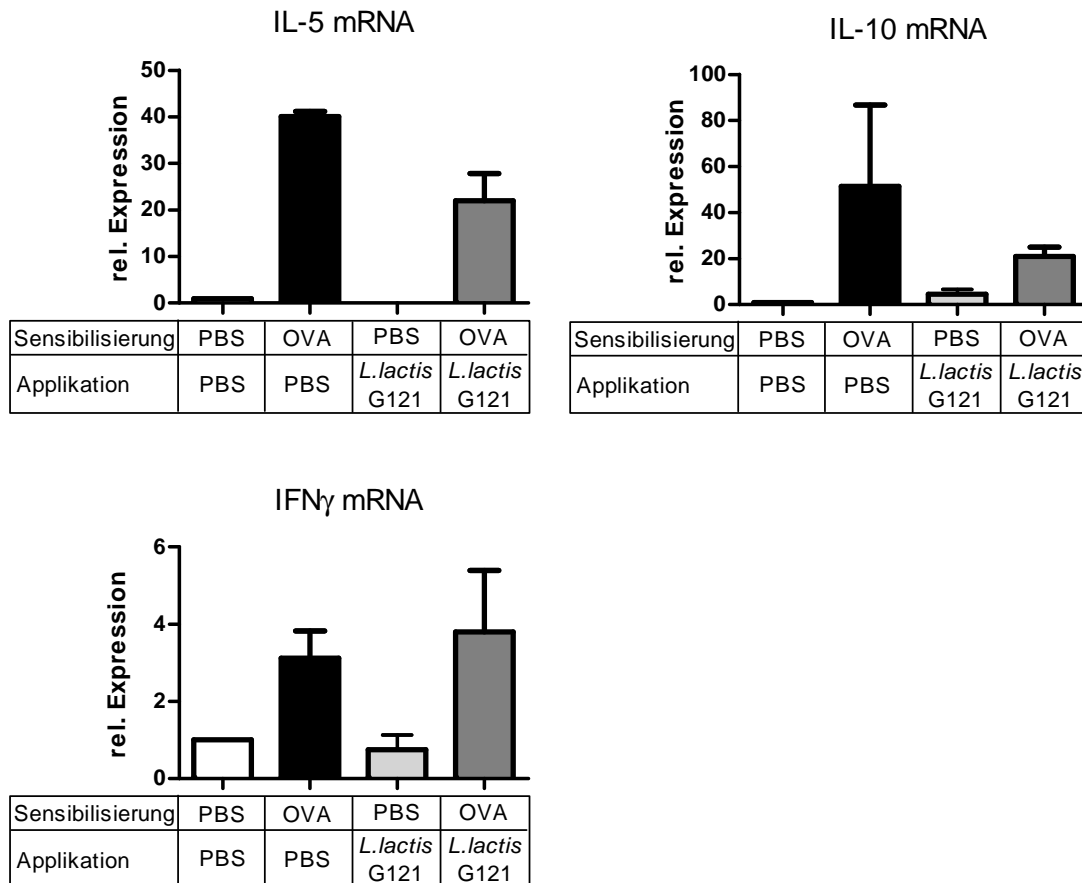 IL-5 mRNA
rel. Expression
50
40
30
20
10
0
Sensibilisierung PBS OVA PBS OVA
Applikation PBS PBS L.lactis G121 L.lactis G121
IL-10 mRNA
rel. Expression
100
80
60
40
20
0
Sensibilisierung PBS OVA PBS OVA
Applikation PBS PBS L.lactis G121 L.lactis G121
IFNγ mRNA
rel. Expression
6
4
2
0
Sensibilisierung PBS OVA PBS OVA
Applikation PBS PBS L.lactis G121 L.lactis G121